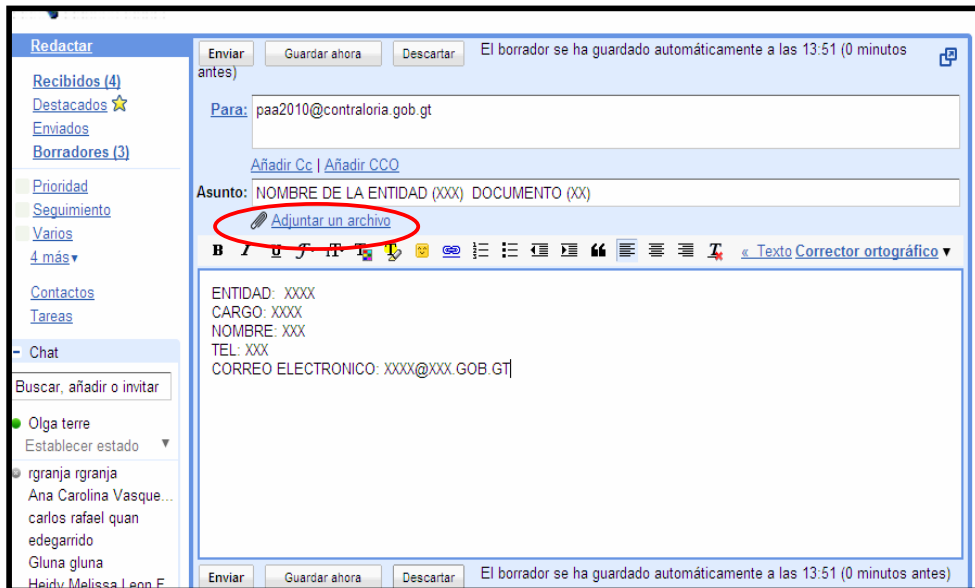 Redactar
Recibidos (4)
Destacados
Enviados
Borradores (3)
Prioridad
Seguimiento
Varios
4 más▾
Contactos
Tareas
– Chat
Buscar, añadir o invitar
Olga terre
Establecer estado ▼
rgranja rgranja
Ana Carolina Vasque...
carlos rafael quan
edegarrido
Gluna gluna
Heidy Melissa Leon F
Enviar Guardar ahora Descartar El borrador se ha guardado automáticamente a las 13:51 (0 minutos
antes)
Para: paa2010@contraloria.gob.gt
Añadir Cc | Añadir CCO
Asunto: NOMBRE DE LA ENTIDAD (XXX) DOCUMENTO (XX)
Adjuntar un archivo
« Texto Corrector ortográfico ▼
ENTIDAD: XXXX
CARGO: XXXX
NOMBRE: XXX
TEL: XXX
CORREO ELECTRONICO: XXXX@XXX.GOB.GT
Enviar Guardar ahora Descartar El borrador se ha guardado automáticamente a las 13:51 (0 minutos antes)